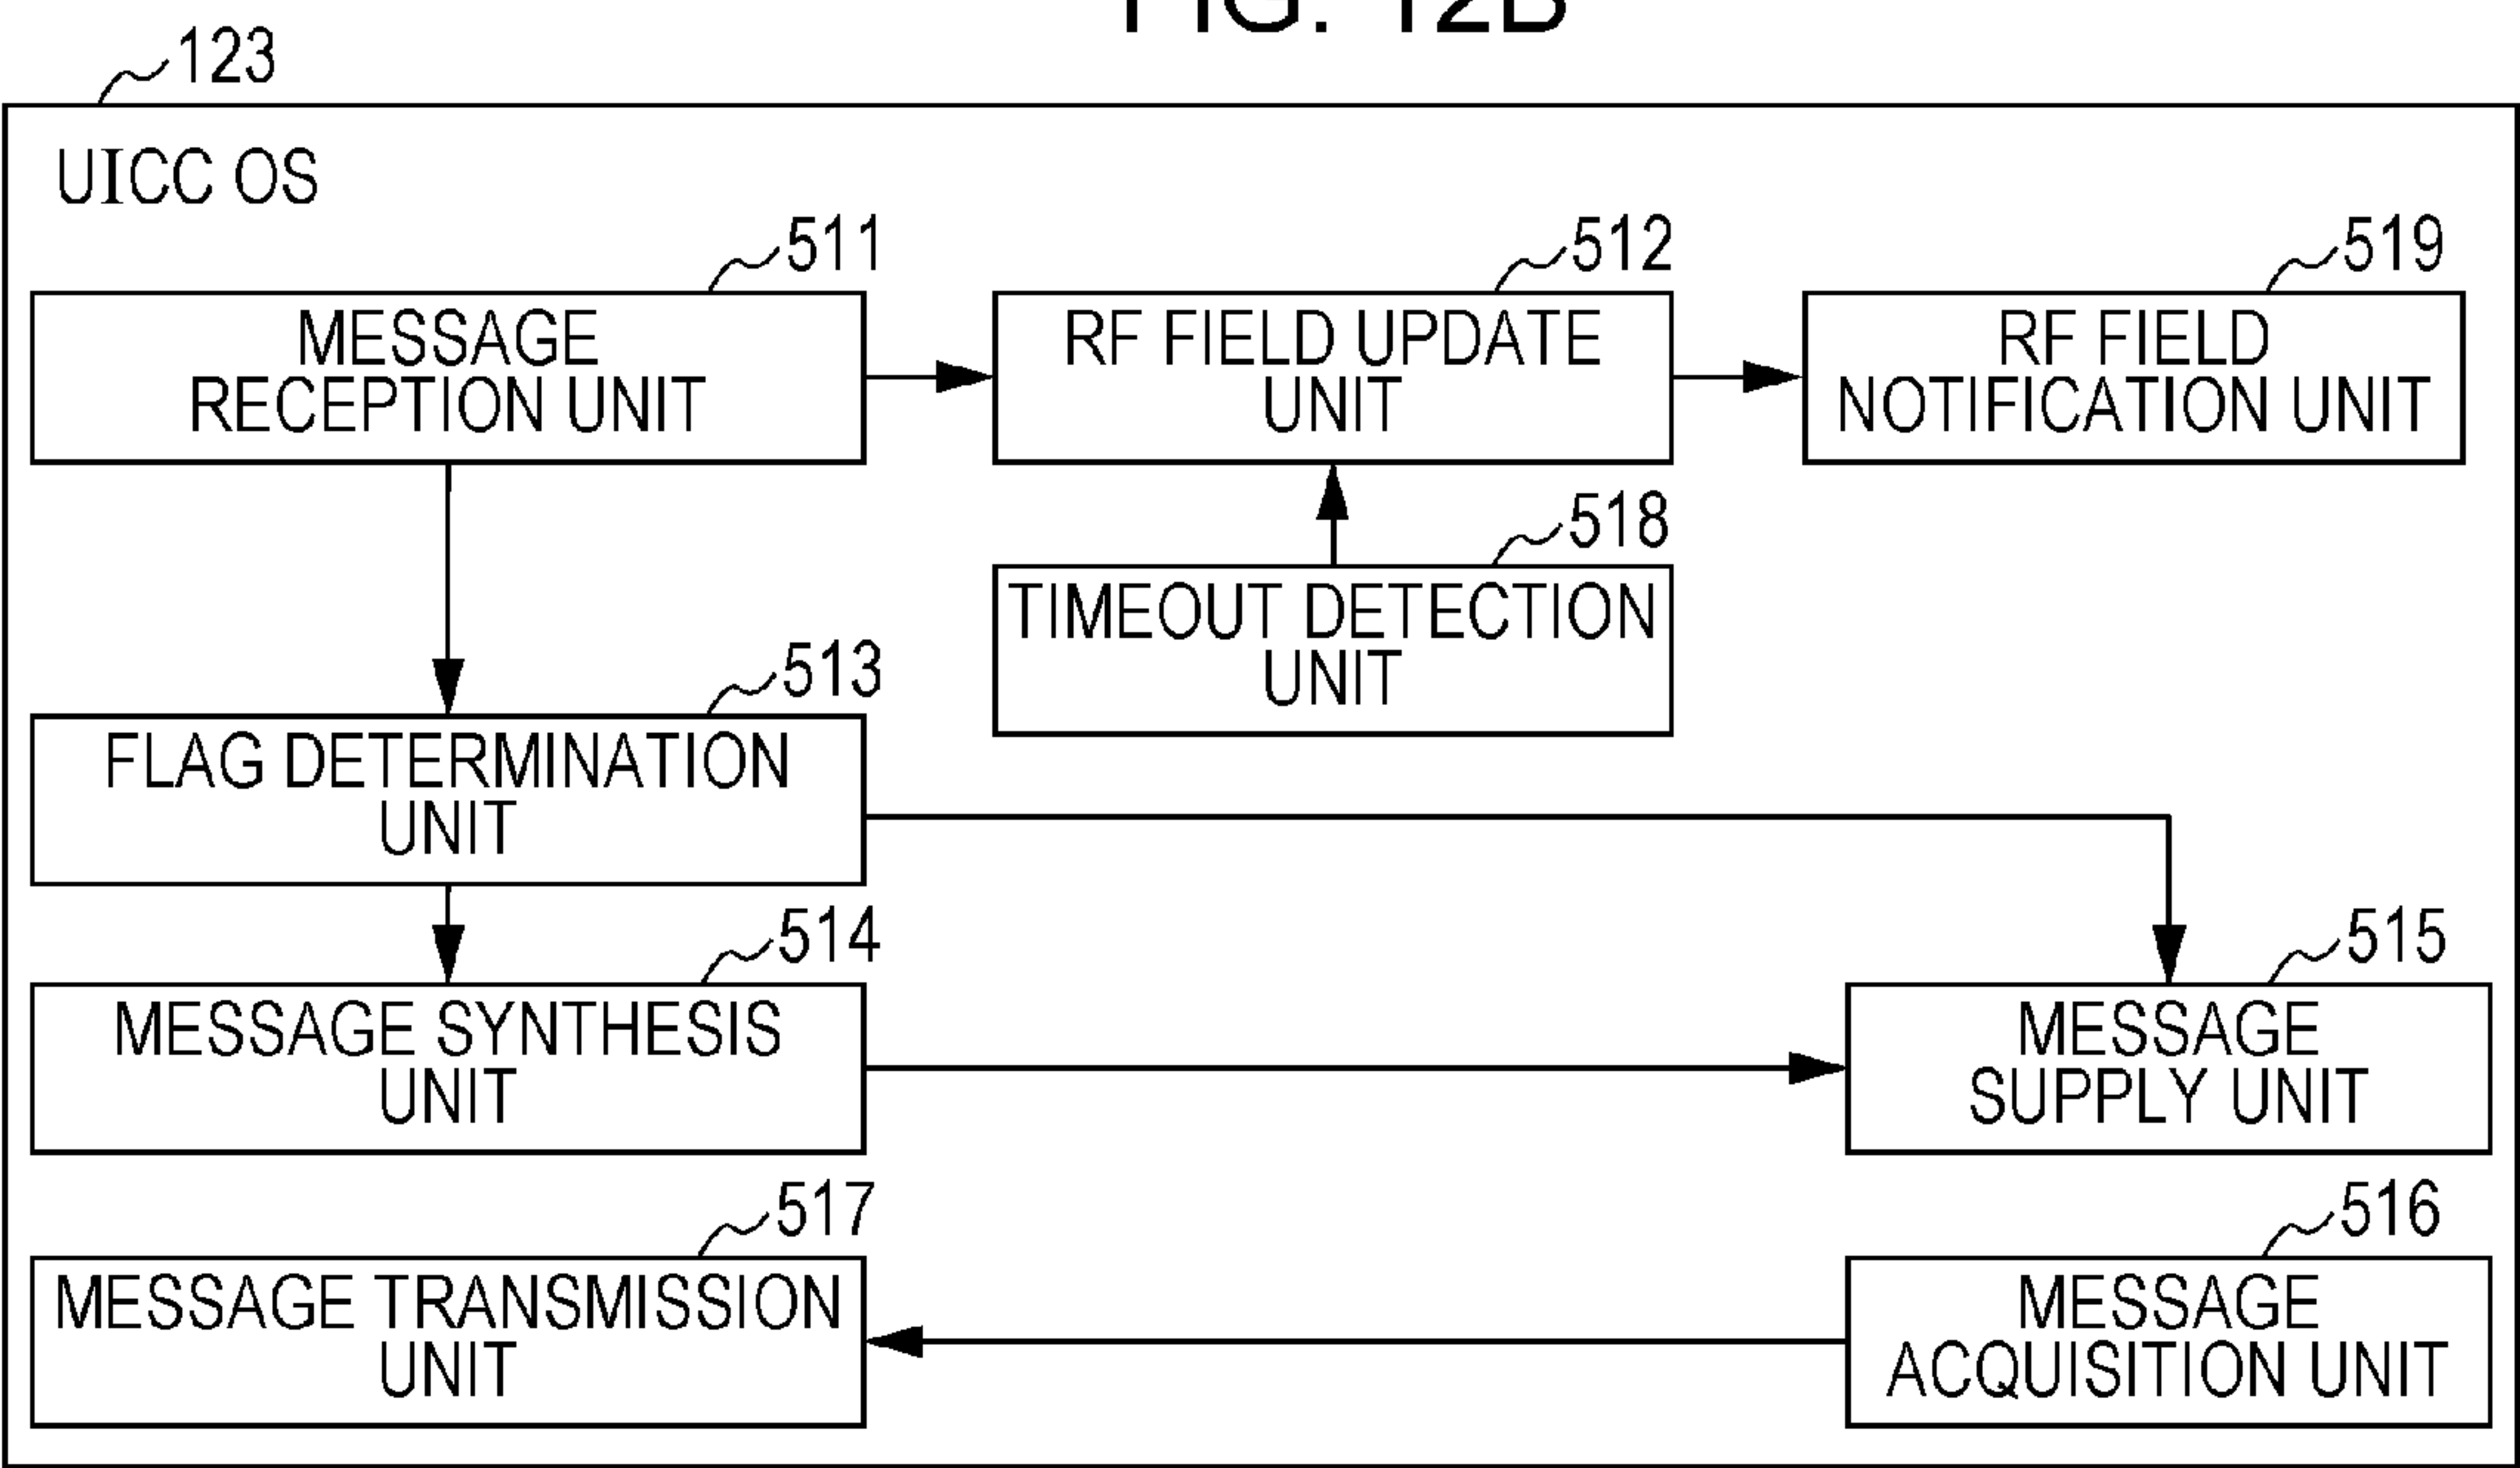 FIG. 12B
123
UICC OS
511
MESSAGE
RECEPTION UNIT
512
RF FIELD UPDATE
UNIT
519
RF FIELD
NOTIFICATION UNIT
518
TIMEOUT DETECTION
UNIT
513
FLAG DETERMINATION
UNIT
514
MESSAGE SYNTHESIS
UNIT
515
MESSAGE
SUPPLY UNIT
517
MESSAGE TRANSMISSION
UNIT
516
MESSAGE
ACQUISITION UNIT